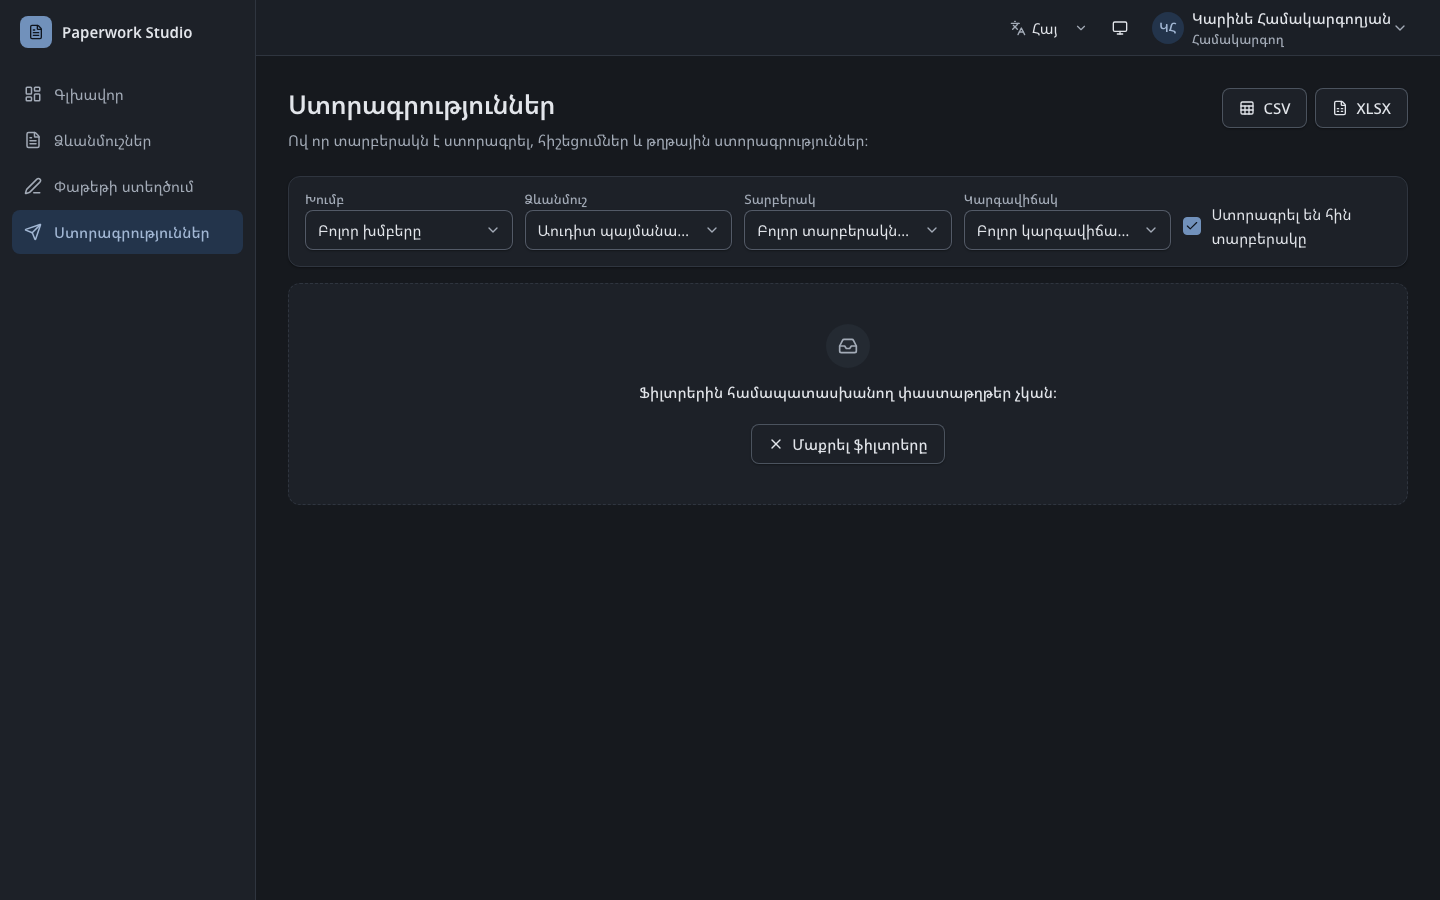 Paperwork Studio
Հայ
ԿՀ
Կարինե Համակարգողյան
Համակարգող
Գլխավոր
Ձևանմուշներ
Փաթեթի ստեղծում
Ստորագրություններ
Ստորագրություններ
CSV
XLSX
Ով որ տարբերակն է ստորագրել, հիշեցումներ և թղթային ստորագրություններ:
Խումբ
Ձևանմուշ
Տարբերակ
Կարգավիճակ
Բոլոր խմբերը
Աուդիտ պայմանա...
Բոլոր տարբերակն...
Բոլոր կարգավիճա...
Ստորագրել են հին
տարբերակը
Ֆիլտրերին համապատասխանող փաստաթղթեր չկան:
Մաքրել ֆիլտրերը